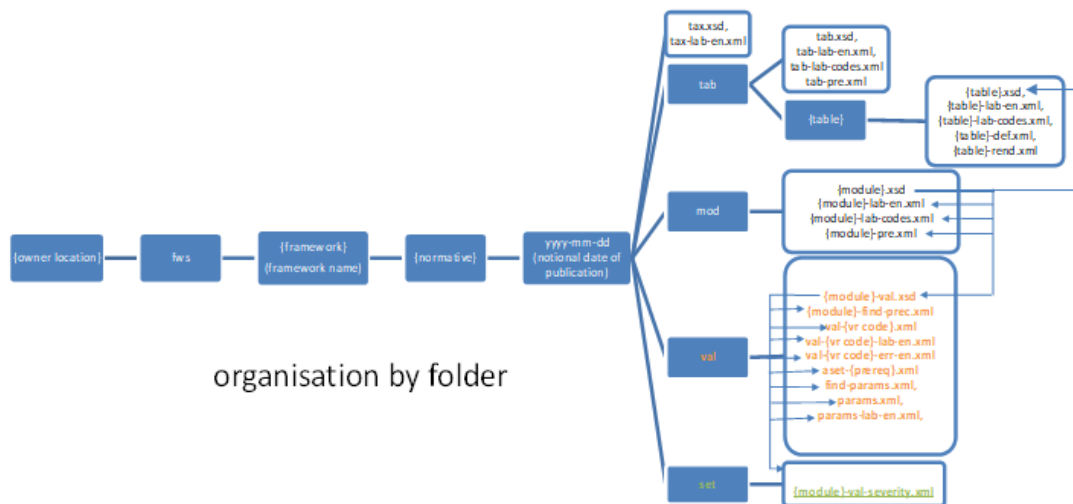 tax.xsd,
tax-lab-en.xml
tab.xsd,
tab-lab-en.xml,
tab-lab-codes.xml
tab-pre.xml
tab
{table}
{table}.xsd,
{table}-lab-en.xml,
{table}-lab-codes.xml,
{table}-def.xml,
{table}-rend.xml
mod
{module}.xsd
{module}-lab-en.xml
{module}-lab-codes.xml
{module}-pre.xml
{owner location}
fws
{framework}
(framework name)
{normative}
yyyy-mm-dd
(notional date of
publication)
val
{module}-val.xsd
{module}-find-prec.xml
val-{vr code}.xml
val-{vr code}-lab-en.xml
val-{vr code}-err-en.xml
aset-{prereq}.xml
find-params.xml,
params.xml,
params-lab-en.xml,
organisation by folder
set
{module}-val-severity.xml